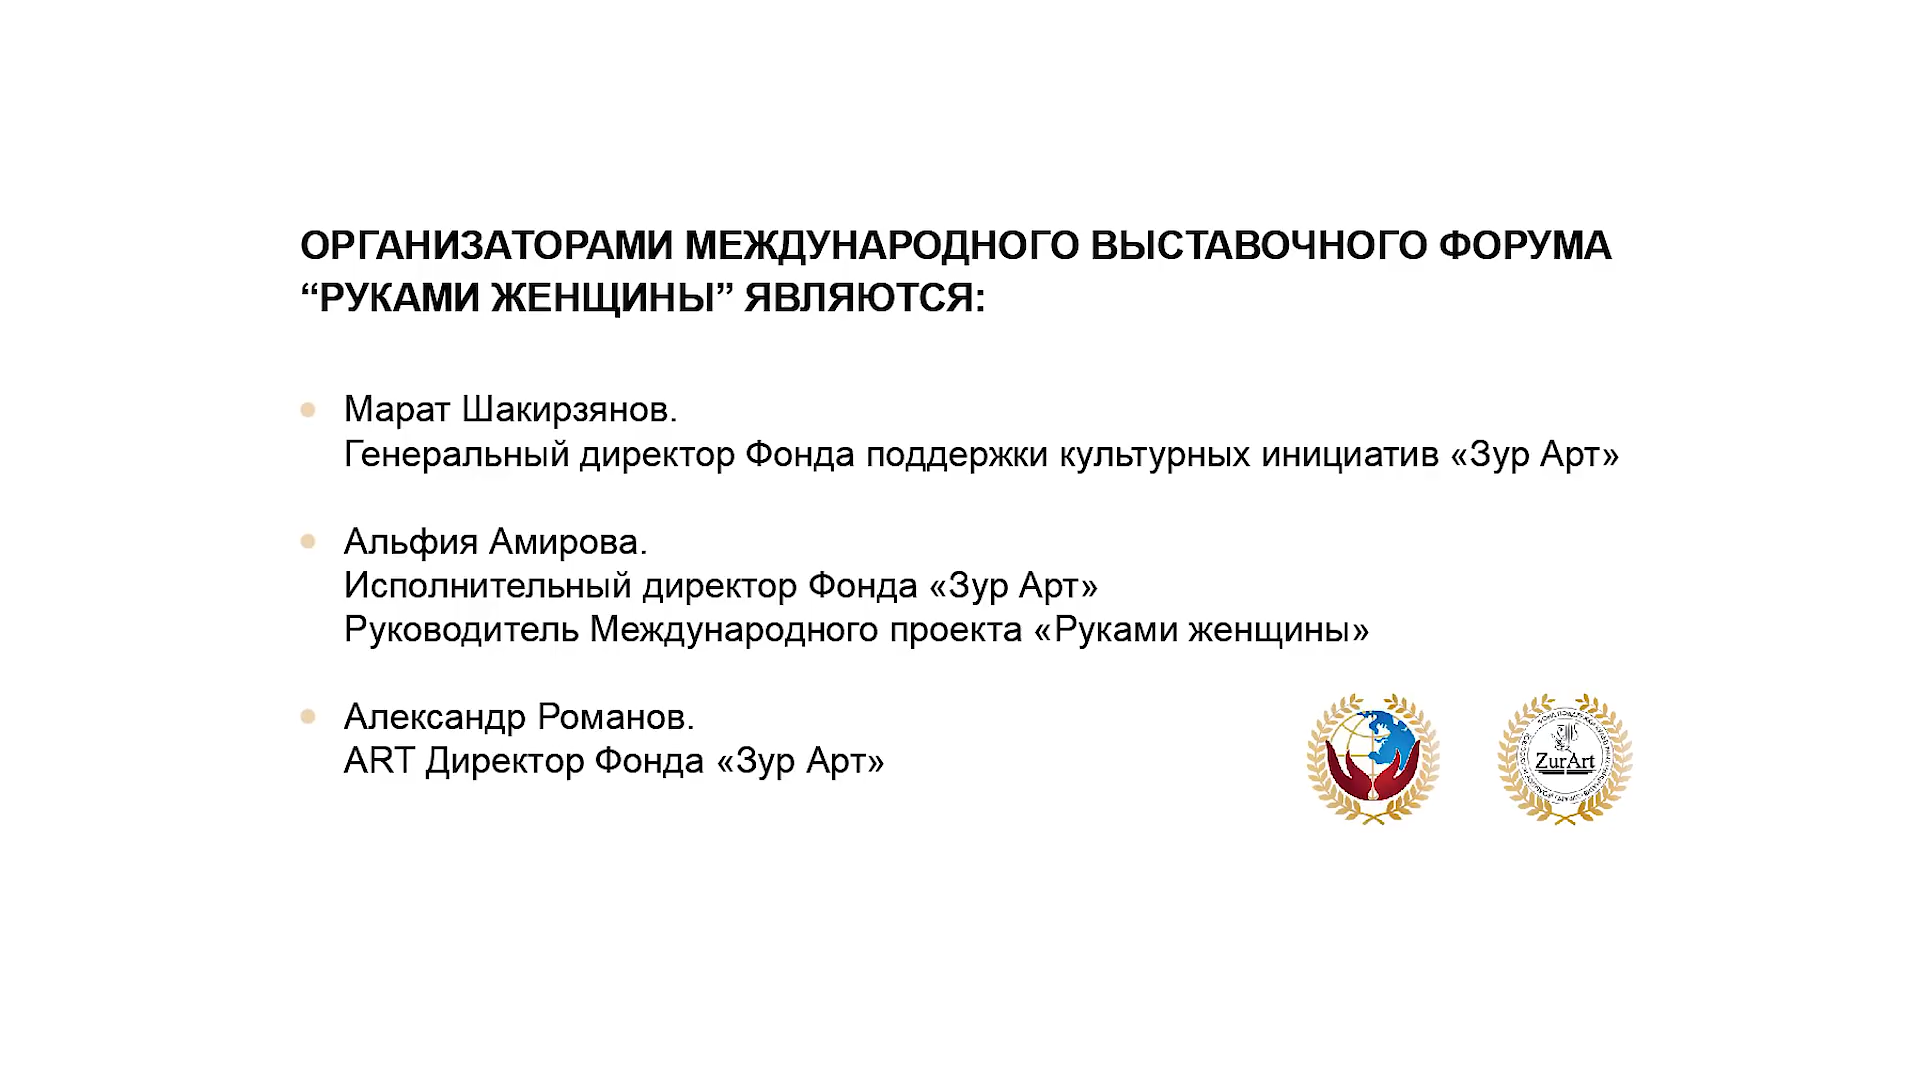 ОРГАНИЗАТОРАМИ МЕЖДУНАРОДНОГО ВЫСТАВОЧНОГО ФОРУМА
“РУКАМИ ЖЕНЩИНЫ” ЯВЛЯЮТСЯ:
Марат Шакирзянов.
Генеральный директор Фонда поддержки культурных инициатив «Зур Арт»
Альфия Амирова.
Исполнительный директор Фонда «Зур Арт»
Руководитель Международного проекта «Руками женщины»
Александр Романов.
ART Директор Фонда «Зур Арт»
ZurArt